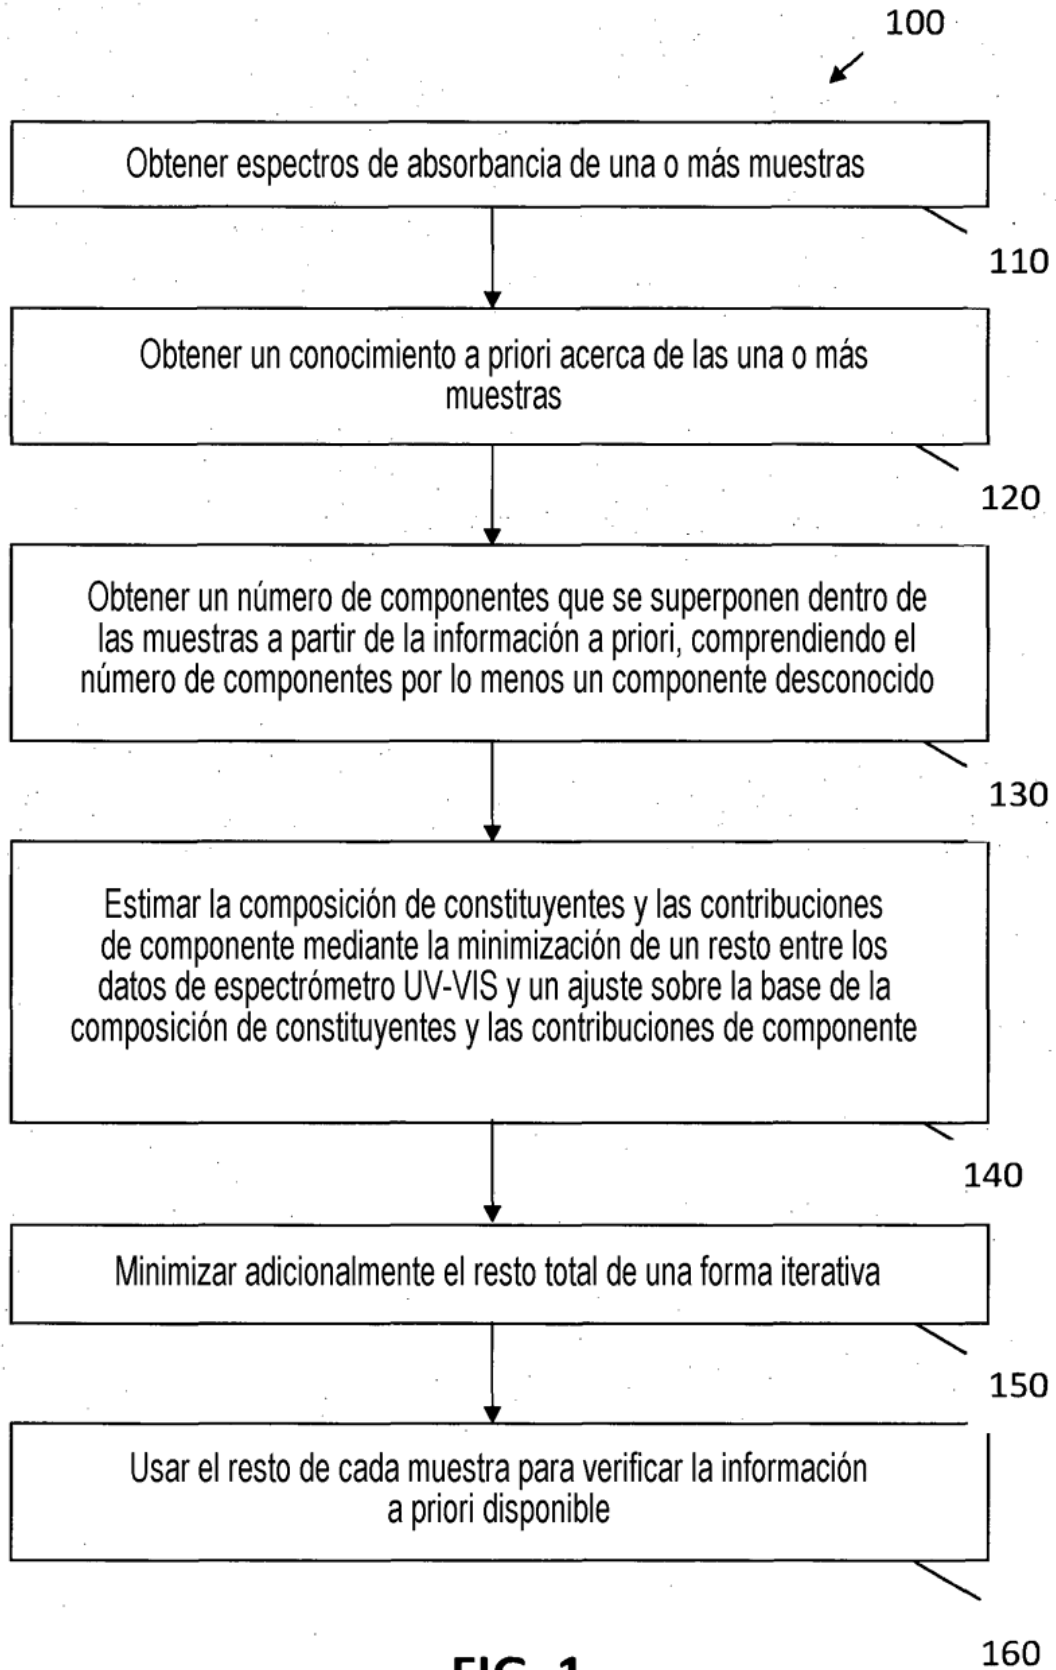 100
Obtener espectros de absorbancia de una o más muestras
110
Obtener un conocimiento a priori acerca de las una o más
muestras
120
Obtener un número de componentes que se superponen dentro de
las muestras a partir de la información a priori, comprendiendo el
número de componentes por lo menos un componente desconocido
130
Estimar la composición de constituyentes y las contribuciones
de componente mediante la minimización de un resto entre los
datos de espectrómetro UV-VIS y un ajuste sobre la base de la
composición de constituyentes y las contribuciones de componente
140
Minimizar adicionalmente el resto total de una forma iterativa
150
Usar el resto de cada muestra para verificar la información
a priori disponible
160
FIG. 1